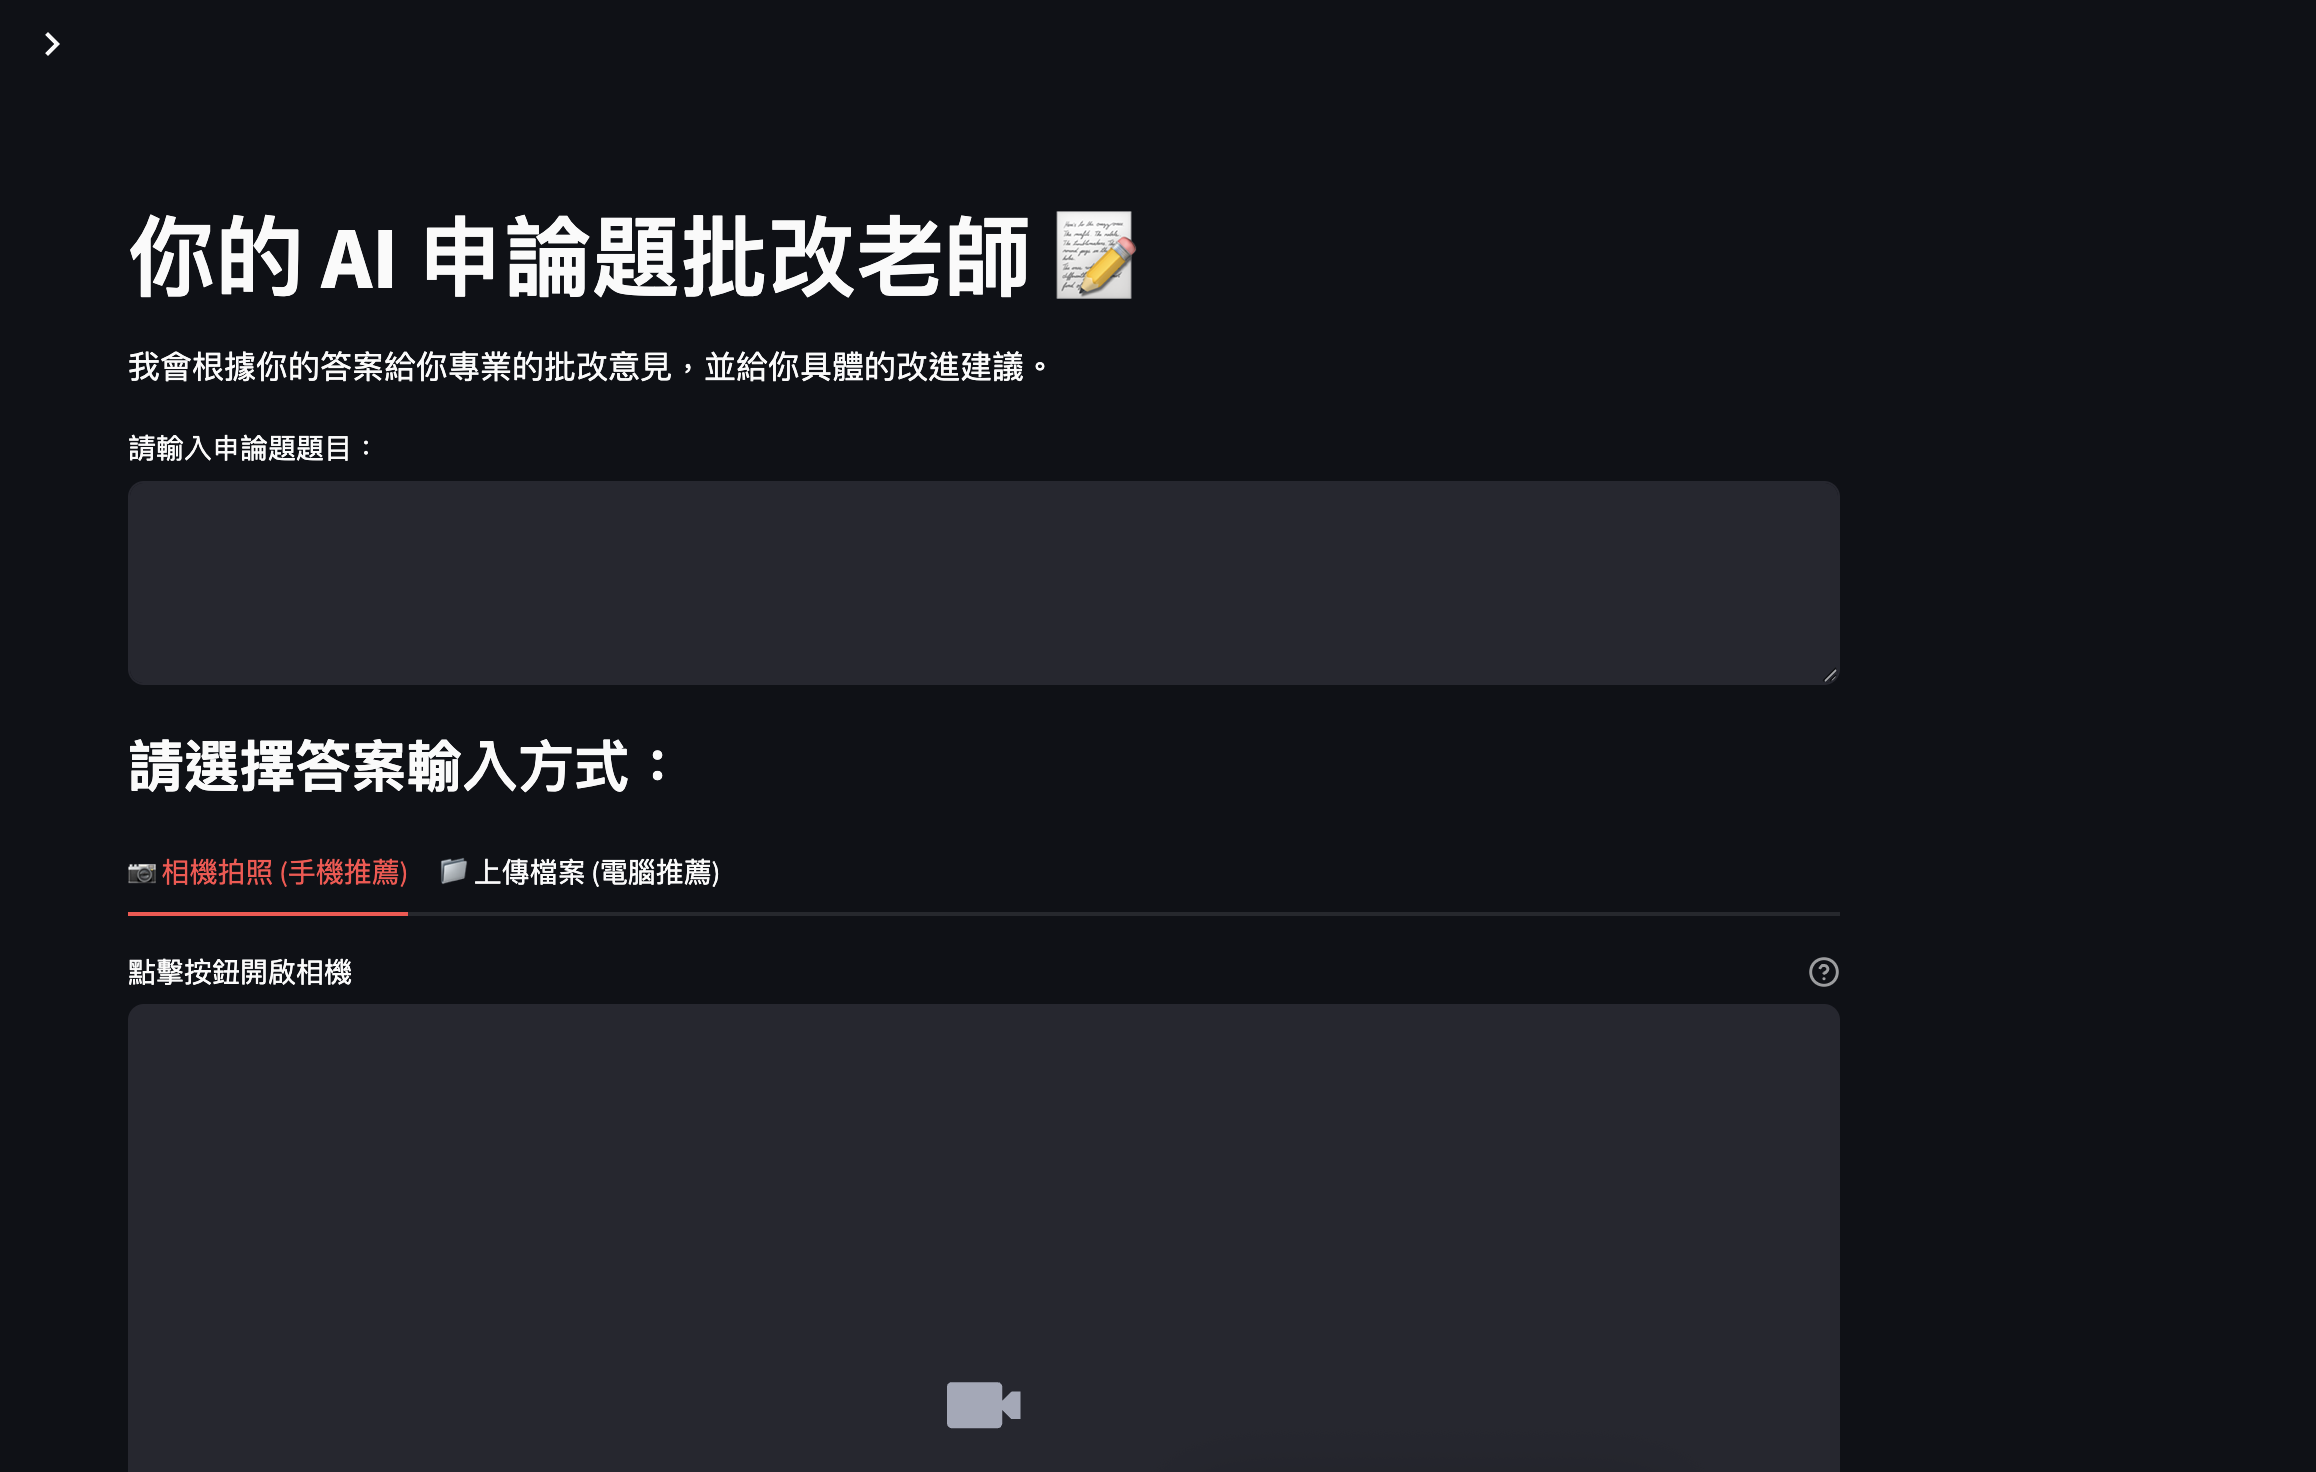 你的 AI 申論題批改老師
我會根據你的答案給你專業的批改意見，並給你具體的改進建議。
請輸入申論題題目：
請選擇答案輸入方式：
相機拍照 (手機推薦) 上傳檔案 (電腦推薦)
點擊按鈕開啟相機